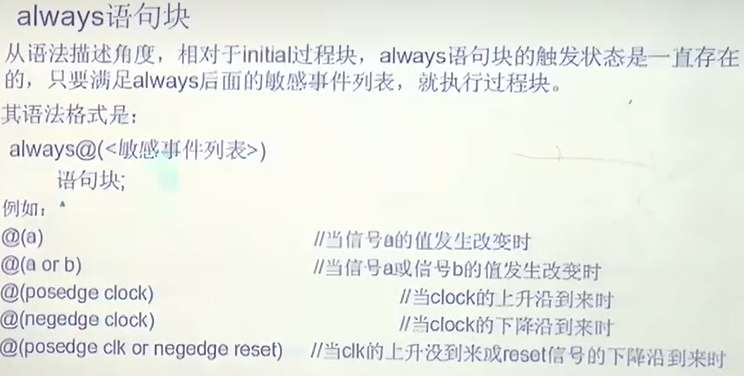 always语句块
从语法描述角度，相对于initial过程块，always语句块的触发状态是一直存在
的，只要满足always后面的敏感事件列表，就执行过程块。
其语法格式是：
always@(<敏感事件列表>)
语句块;
例如：
@(a) //当信号a的值发生改变时
@(a or b) //当信号a或信号b的值发生改变时
@(posedge clock) //当clock的上升沿到来时
@(negedge clock) //当clock的下降沿到来时
@(posedge clk or negedge reset) //当clk的上升没到来或reset信号的下降沿到来时